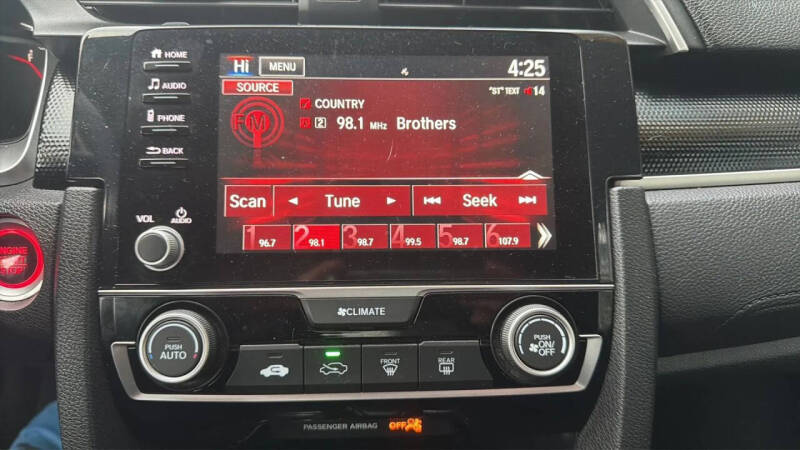 HOME
Hi MENU 4:25
AUDIO
SOURCE "ST" TEXT 14
COUNTRY
FM 2 98.1 MHz Brothers
PHONE
BACK
Scan Tune Seek
VOL AUDIO
1 96.7 2 98.1 3 98.7 4 99.5 5 98.7 6 107.9
ENGINE
STOP
CLIMATE
PUSH AUTO
PUSH ON/OFF
FRONT REAR
PASSENGER AIRBAG OFF